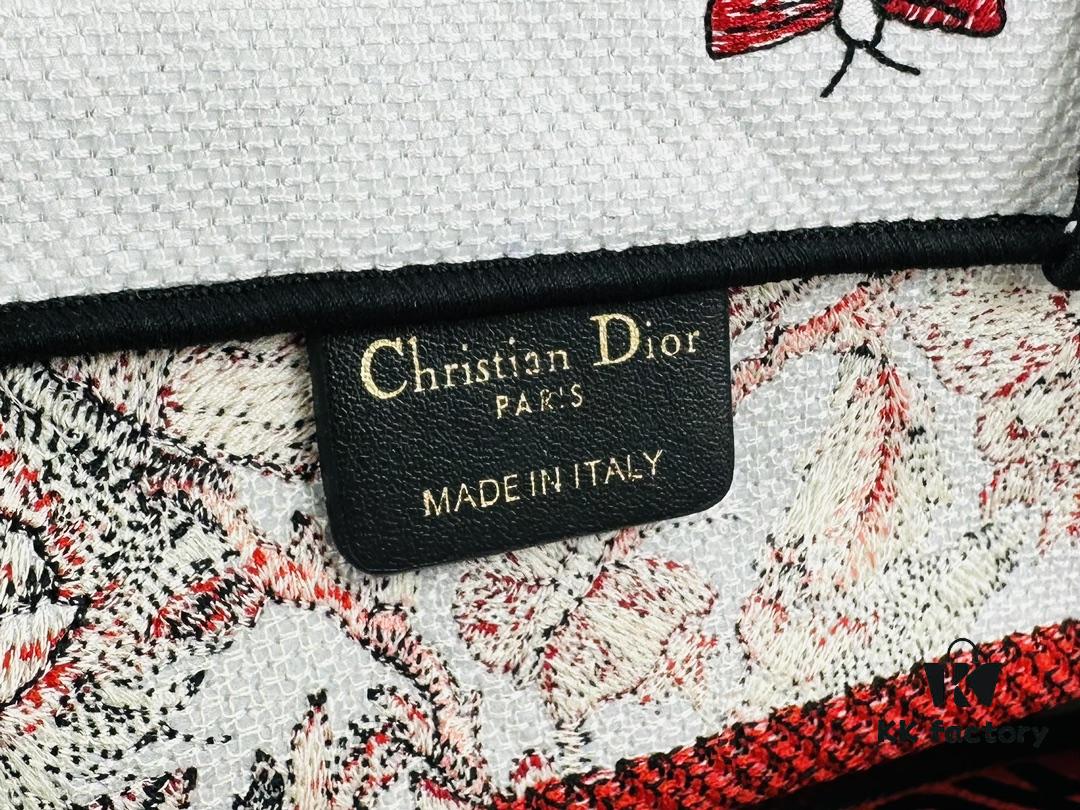 Christian Dior
PARIS
MADE IN ITALY
KK factory